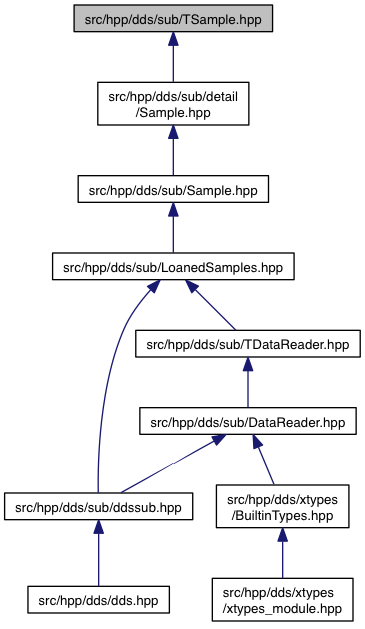 src/hpp/dds/sub/TSample.hpp
src/hpp/dds/sub/detail
/Sample.hpp
src/hpp/dds/sub/Sample.hpp
src/hpp/dds/sub/LoanedSamples.hpp
src/hpp/dds/sub/TDataReader.hpp
src/hpp/dds/sub/DataReader.hpp
src/hpp/dds/sub/ddssub.hpp
src/hpp/dds/xtypes
/BuiltinTypes.hpp
src/hpp/dds/dds.hpp
src/hpp/dds/xtypes
/xtypes_module.hpp